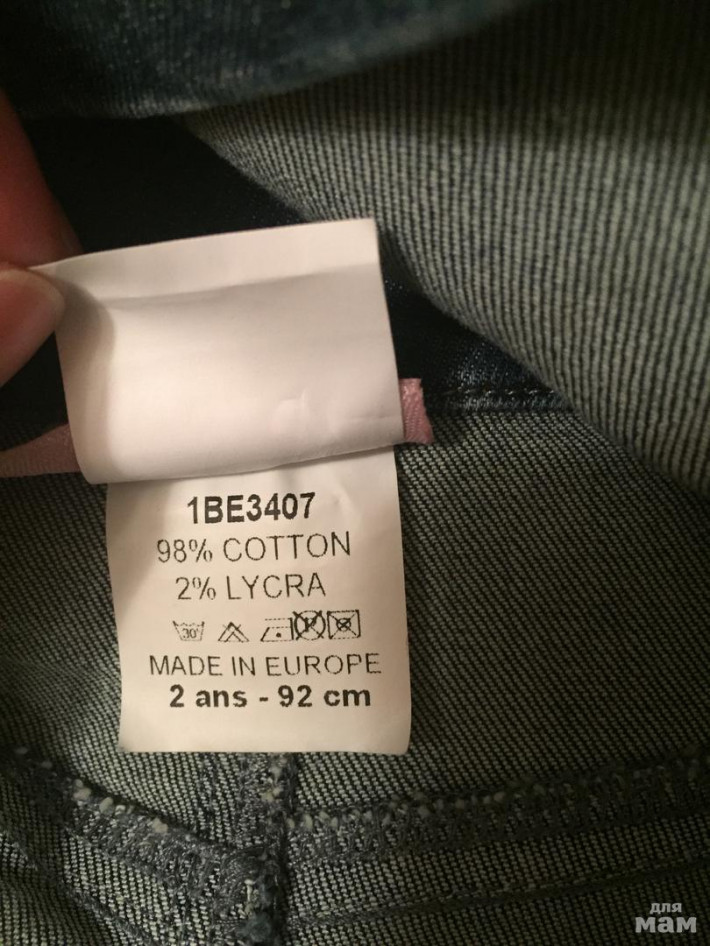 1BE3407
98% COTTON
2% LYCRA
30°
MADE IN EUROPE
2 ans - 92 cm
для
мам